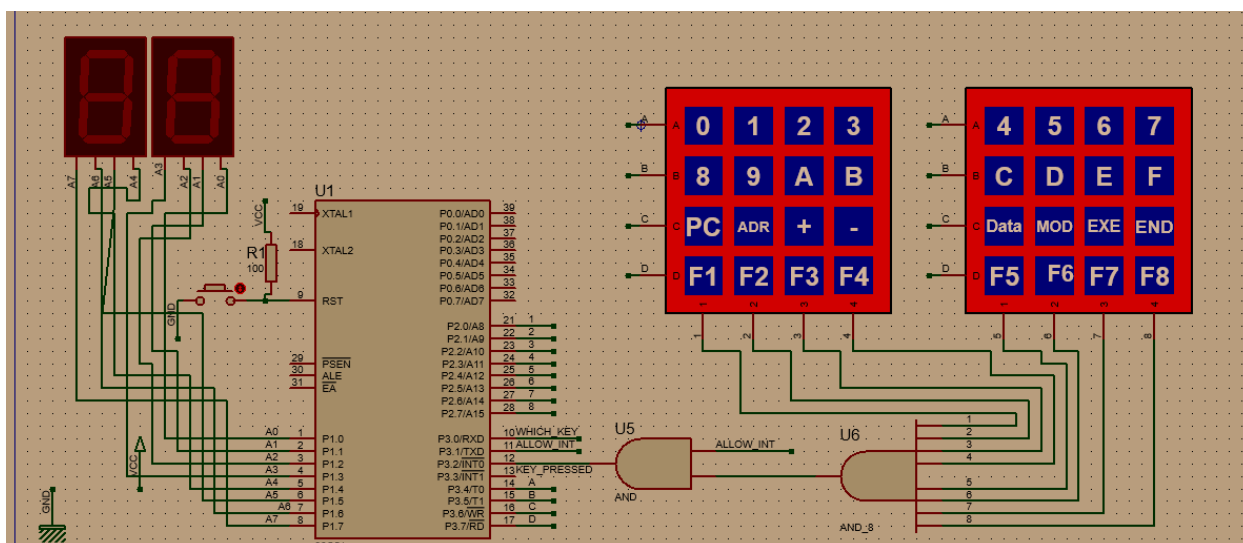 A7
A6
A5
A4
A3
A2
A1
A0
VCC
R1
100
GND
U1
19 XTAL1
18 XTAL2
9 RST
29 PSEN
30 ALE
31 EA
A0 1 P1.0
A1 2 P1.1
A2 3 P1.2
A3 4 P1.3
A4 5 P1.4
A5 6 P1.5
A6 7 P1.6
A7 8 P1.7
P0.0/AD0 39
P0.1/AD1 38
P0.2/AD2 37
P0.3/AD3 36
P0.4/AD4 35
P0.5/AD5 34
P0.6/AD6 33
P0.7/AD7 32
P2.0/A8 21 1
P2.1/A9 22 2
P2.2/A10 23 3
P2.3/A11 24 4
P2.4/A12 25 5
P2.5/A13 26 6
P2.6/A14 27 7
P2.7/A15 28 8
P3.0/RXD 10 WHICH_KEY
P3.1/TXD 11 ALLOW_INT
P3.2/INT0 12
P3.3/INT1 13 KEY_PRESSED
P3.4/T0 14 A
P3.5/T1 15 B
P3.6/WR 16 C
P3.7/RD 17 D
VCC
GND
A A 0 1 2 3
B B 8 9 A B
C C PC ADR + -
D D F1 F2 F3 F4
1 2 3 4
1 2 3 4
A A 4 5 6 7
B B C D E F
C C Data MOD EXE END
D D F5 F6 F7 F8
1 2 3 4
5 6 7 8
U5
ALLOW_INT
AND
U6
1
2
3
4
5
6
7
8
AND_8